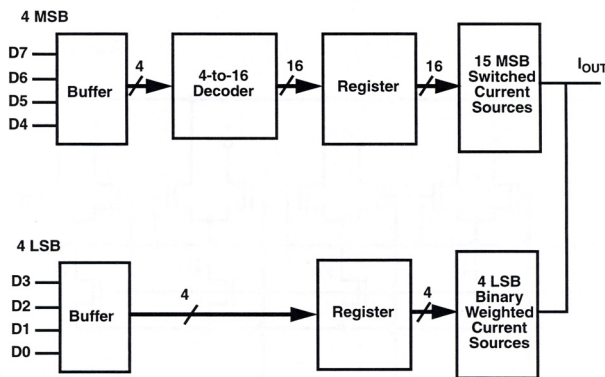 4 MSB
D7
D6
D5
D4
Buffer
4
4-to-16
Decoder
16
Register
16
15 MSB
Switched
Current
Sources
I_OUT
4 LSB
D3
D2
D1
D0
Buffer
4
Register
4
4 LSB
Binary
Weighted
Current
Sources